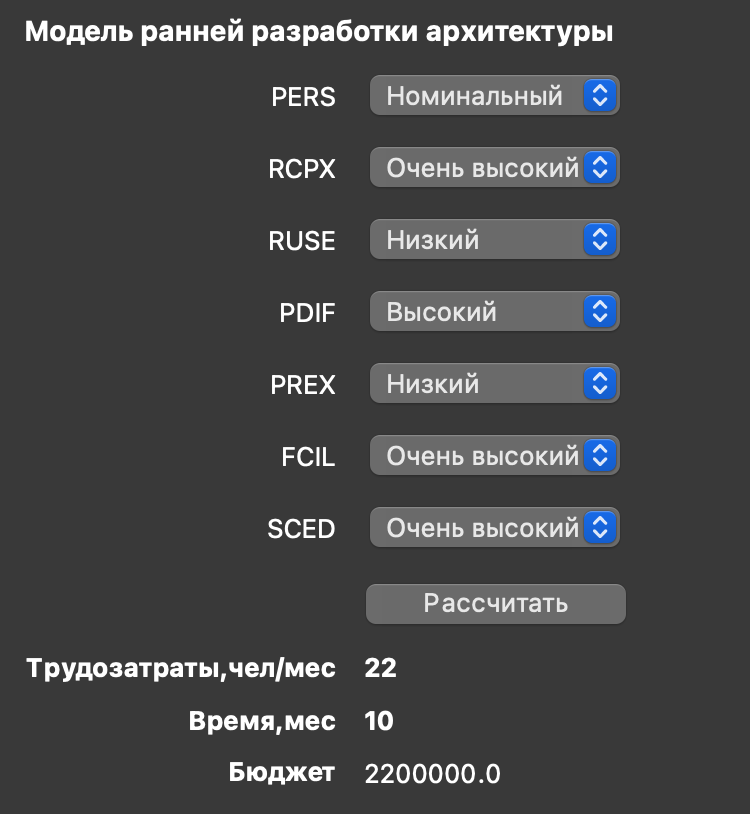 Модель ранней разработки архитектуры
PERS Номинальный
RCPX Очень высокий
RUSE Низкий
PDIF Высокий
PREX Низкий
FCIL Очень высокий
SCED Очень высокий
Рассчитать
Трудозатраты,чел/мес 22
Время,мес 10
Бюджет 2200000.0